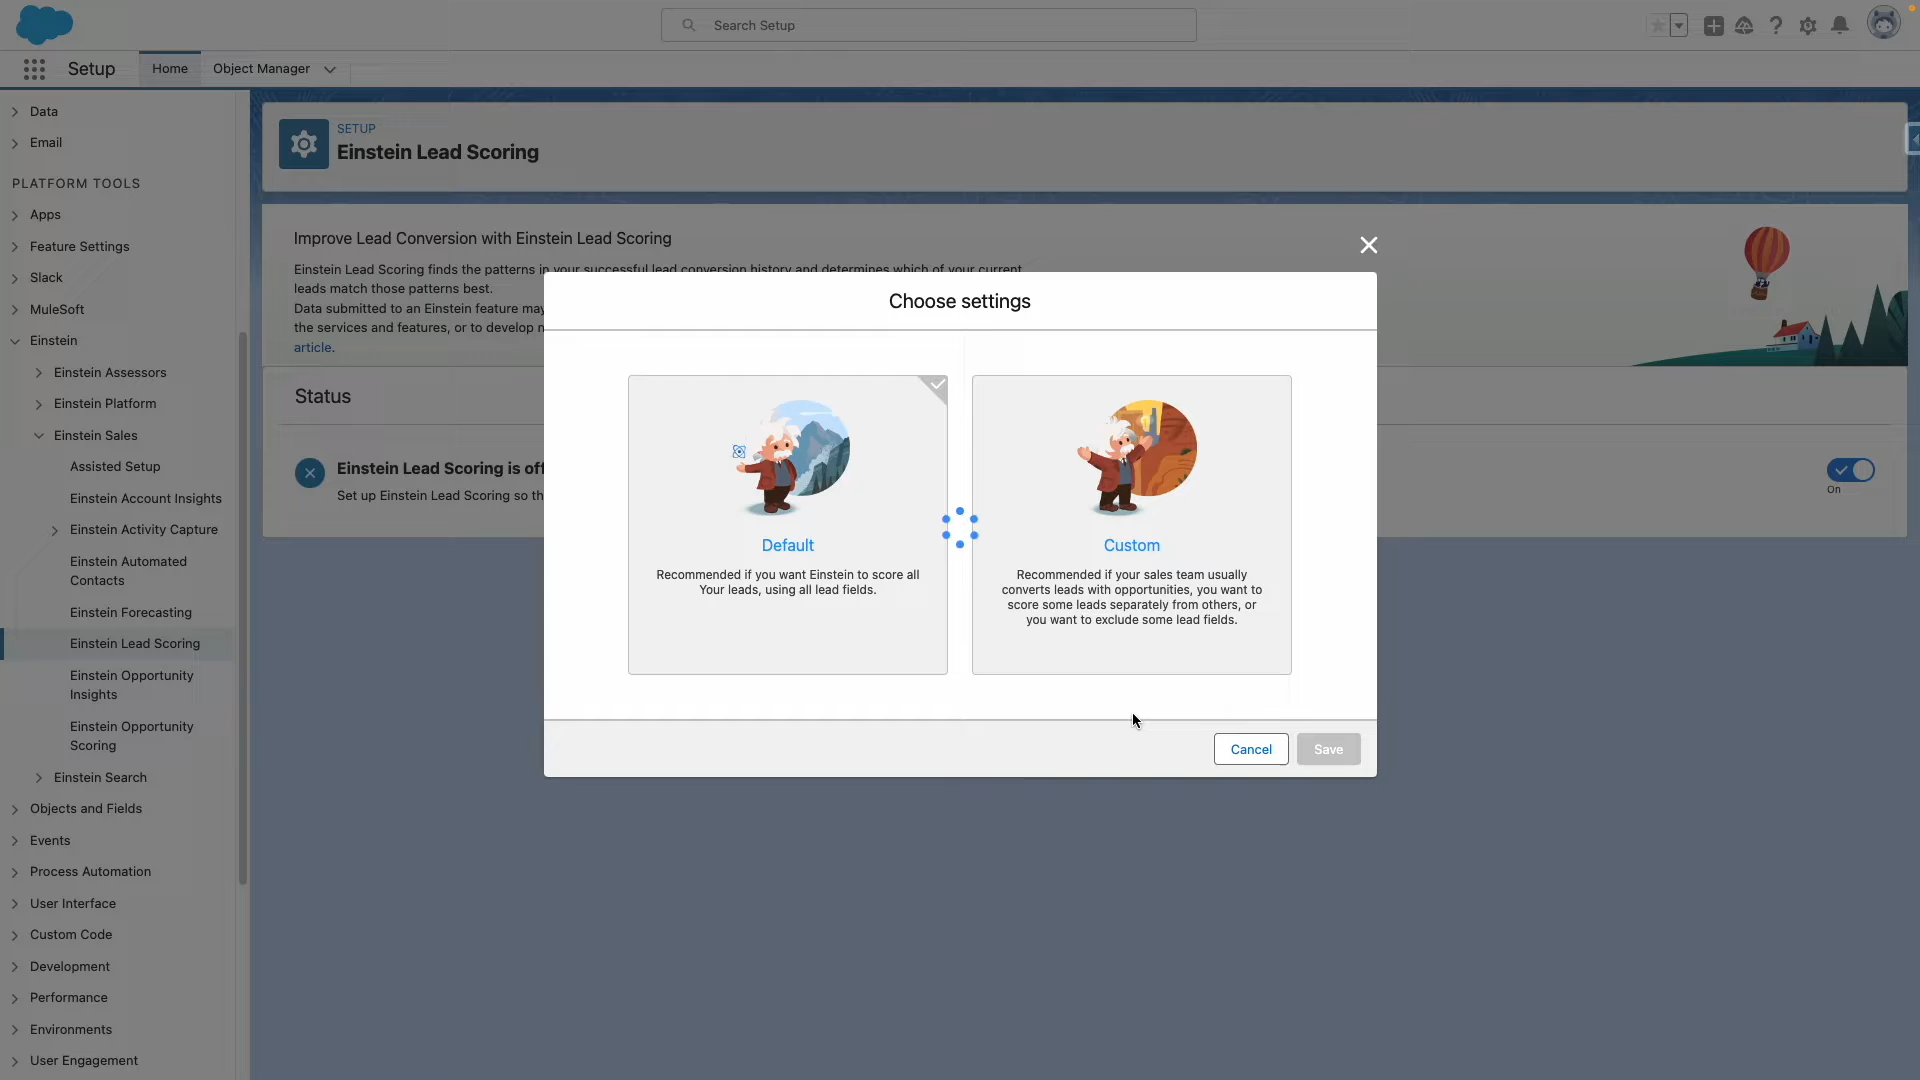 Search Setup
Setup
Home
Object Manager
Data
Email
PLATFORM TOOLS
Apps
Feature Settings
Slack
MuleSoft
Einstein
Einstein Assessors
Einstein Platform
Einstein Sales
Assisted Setup
Einstein Account Insights
Einstein Activity Capture
Einstein Automated
Contacts
Einstein Forecasting
Einstein Lead Scoring
Einstein Opportunity
Insights
Einstein Opportunity
Scoring
Einstein Search
Objects and Fields
Events
Process Automation
User Interface
Custom Code
Development
Performance
Environments
User Engagement
SETUP
Einstein Lead Scoring
Improve Lead Conversion with Einstein Lead Scoring
Einstein Lead Scoring finds the patterns in your successful lead conversion history and determines which of your current
leads match those patterns best.
Data submitted to an Einstein feature may
the services and features, or to develop
article.
Status
Einstein Lead Scoring is off
Set up Einstein Lead Scoring so
On
Choose settings
Default
Recommended if you want Einstein to score all
Your leads, using all lead fields.
Custom
Recommended if your sales team usually
converts leads with opportunities, you want to
score some leads separately from others, or
you want to exclude some lead fields.
Cancel
Save